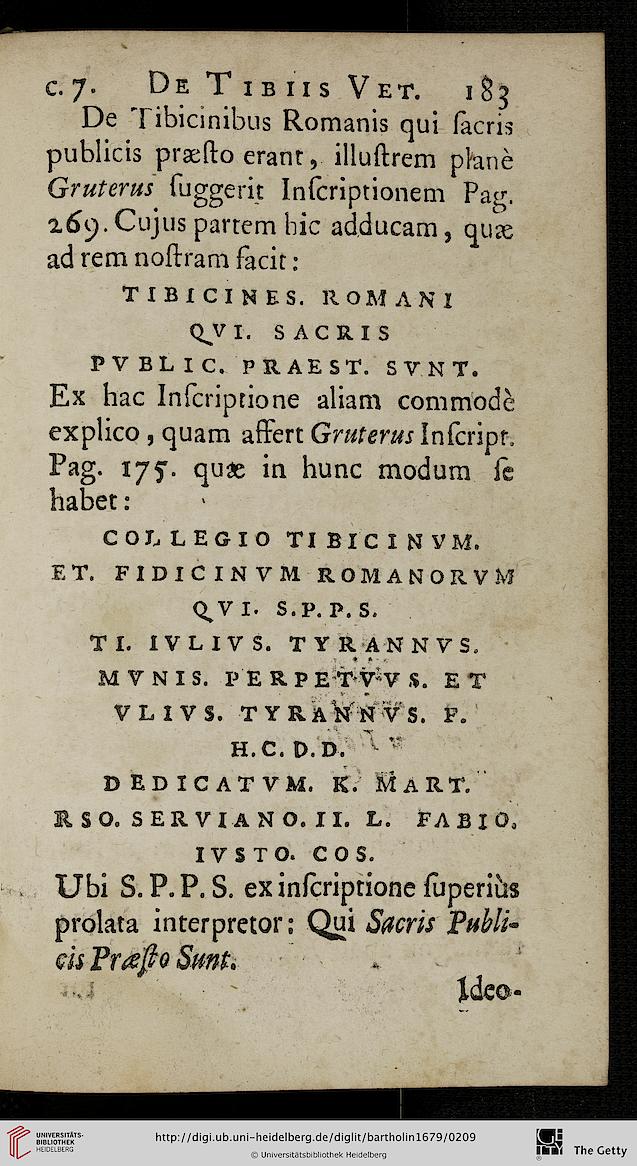 c. 7. DE TIBIIS VET. 183
De Tibicinibus Romanis qui ſacris
publicis præſto erant, illuſtrem planè
Gruterus ſuggerit Inſcriptionem Pag.
269. Cujus partem hic adducam, quæ
ad rem noſtram facit:
TIBICINES. ROMANI
QVI. SACRIS
PVBLIC. PRAEST. SVNT.
Ex hac Inſcriptione aliam commodè
explico, quam affert Gruterus Inſcript.
Pag. 175. quæ in hunc modum ſe
habet:
COLLEGIO TIBICINVM.
ET. FIDICINVM ROMANORVM
QVI. S.P.P.S.
TI. IVLIVS. TYRANNVS.
MVNIS. PERPETVVS. ET
VLIVS. TYRANNVS. F.
H.C.D.D.
DEDICATVM. K. MART.
RSO. SERVIANO. II. L. FABIO.
IVSTO. COS.
Ubi S.P.P.S. ex inſcriptione ſuperiùs
prolata interpretor: Qui Sacris Publi-
cis Præſto Sunt.
Ideo-
UNIVERSITÄTS-
BIBLIOTHEK
HEIDELBERG
http://digi.ub.uni-heidelberg.de/diglit/bartholin1679/0209
© Universitätsbibliothek Heidelberg
The Getty